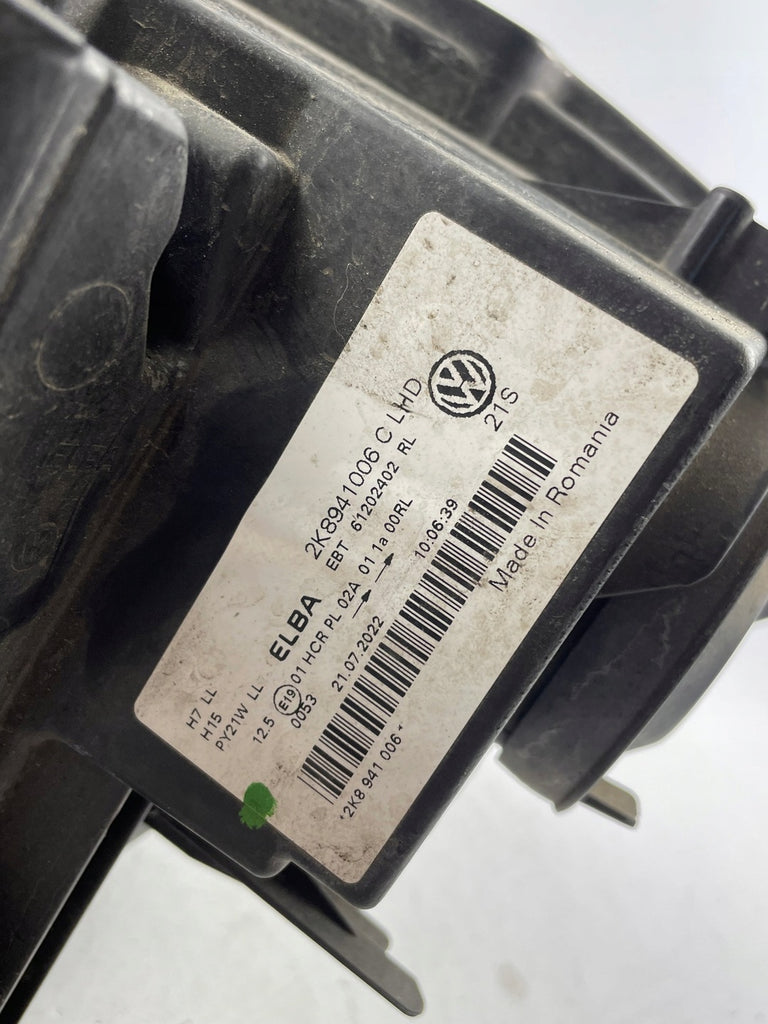 2K8941006 C LHD
21S
EBT 61202402 RL
ELBA
01 HCR PL 02A 01 1a 00RL
H7 LL
H15
PY21W LL
12.5 E19
0053 21.07.2022 10:06:39
*2K8 941 006*
Made In Romania